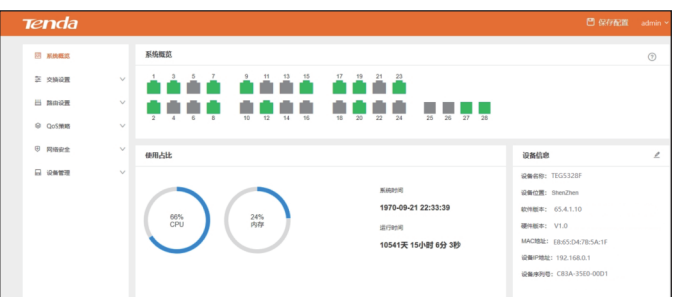 Tenda
保存配置 admin
系统概览
交换设置
路由设置
QoS策略
网络安全
设备管理
系统概览
1 3 5 7 9 11 13 15 17 19 21 23
2 4 6 8 10 12 14 16 18 20 22 24 25 26 27 28
使用占比
66%
CPU
24%
内存
系统时间
1970-09-21 22:33:39
运行时间
10541天 15小时 6分 3秒
设备信息
设备名称: TEG5328F
设备位置: ShenZhen
软件版本: 65.4.1.10
硬件版本: V1.0
MAC地址: E8:65:D4:7B:5A:1F
设备IP地址: 192.168.0.1
设备序列号: CB3A-35E0-00D1